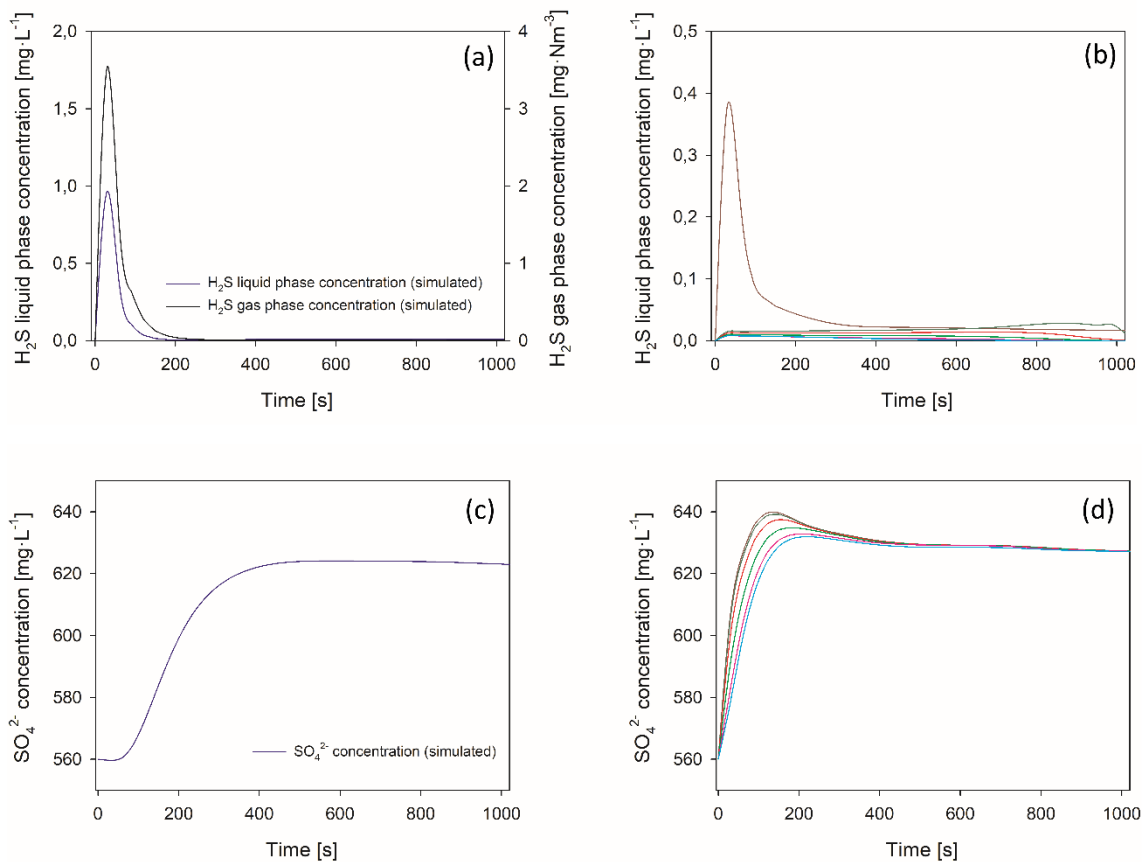 (a)
H₂S liquid phase concentration [mg·L⁻¹]
2,0
1,5
1,0
0,5
0,0
4
3
2
1
0
H₂S gas phase concentration [mg·Nm⁻³]
H₂S liquid phase concentration (simulated)
H₂S gas phase concentration (simulated)
0 200 400 600 800 1000
Time [s]
(b)
H₂S liquid phase concentration [mg·L⁻¹]
0,5
0,4
0,3
0,2
0,1
0,0
0 200 400 600 800 1000
Time [s]
(c)
SO₄²⁻ concentration [mg·L⁻¹]
640
620
600
580
560
SO₄²⁻ concentration (simulated)
0 200 400 600 800 1000
Time [s]
(d)
SO₄²⁻ concentration [mg·L⁻¹]
640
620
600
580
560
0 200 400 600 800 1000
Time [s]